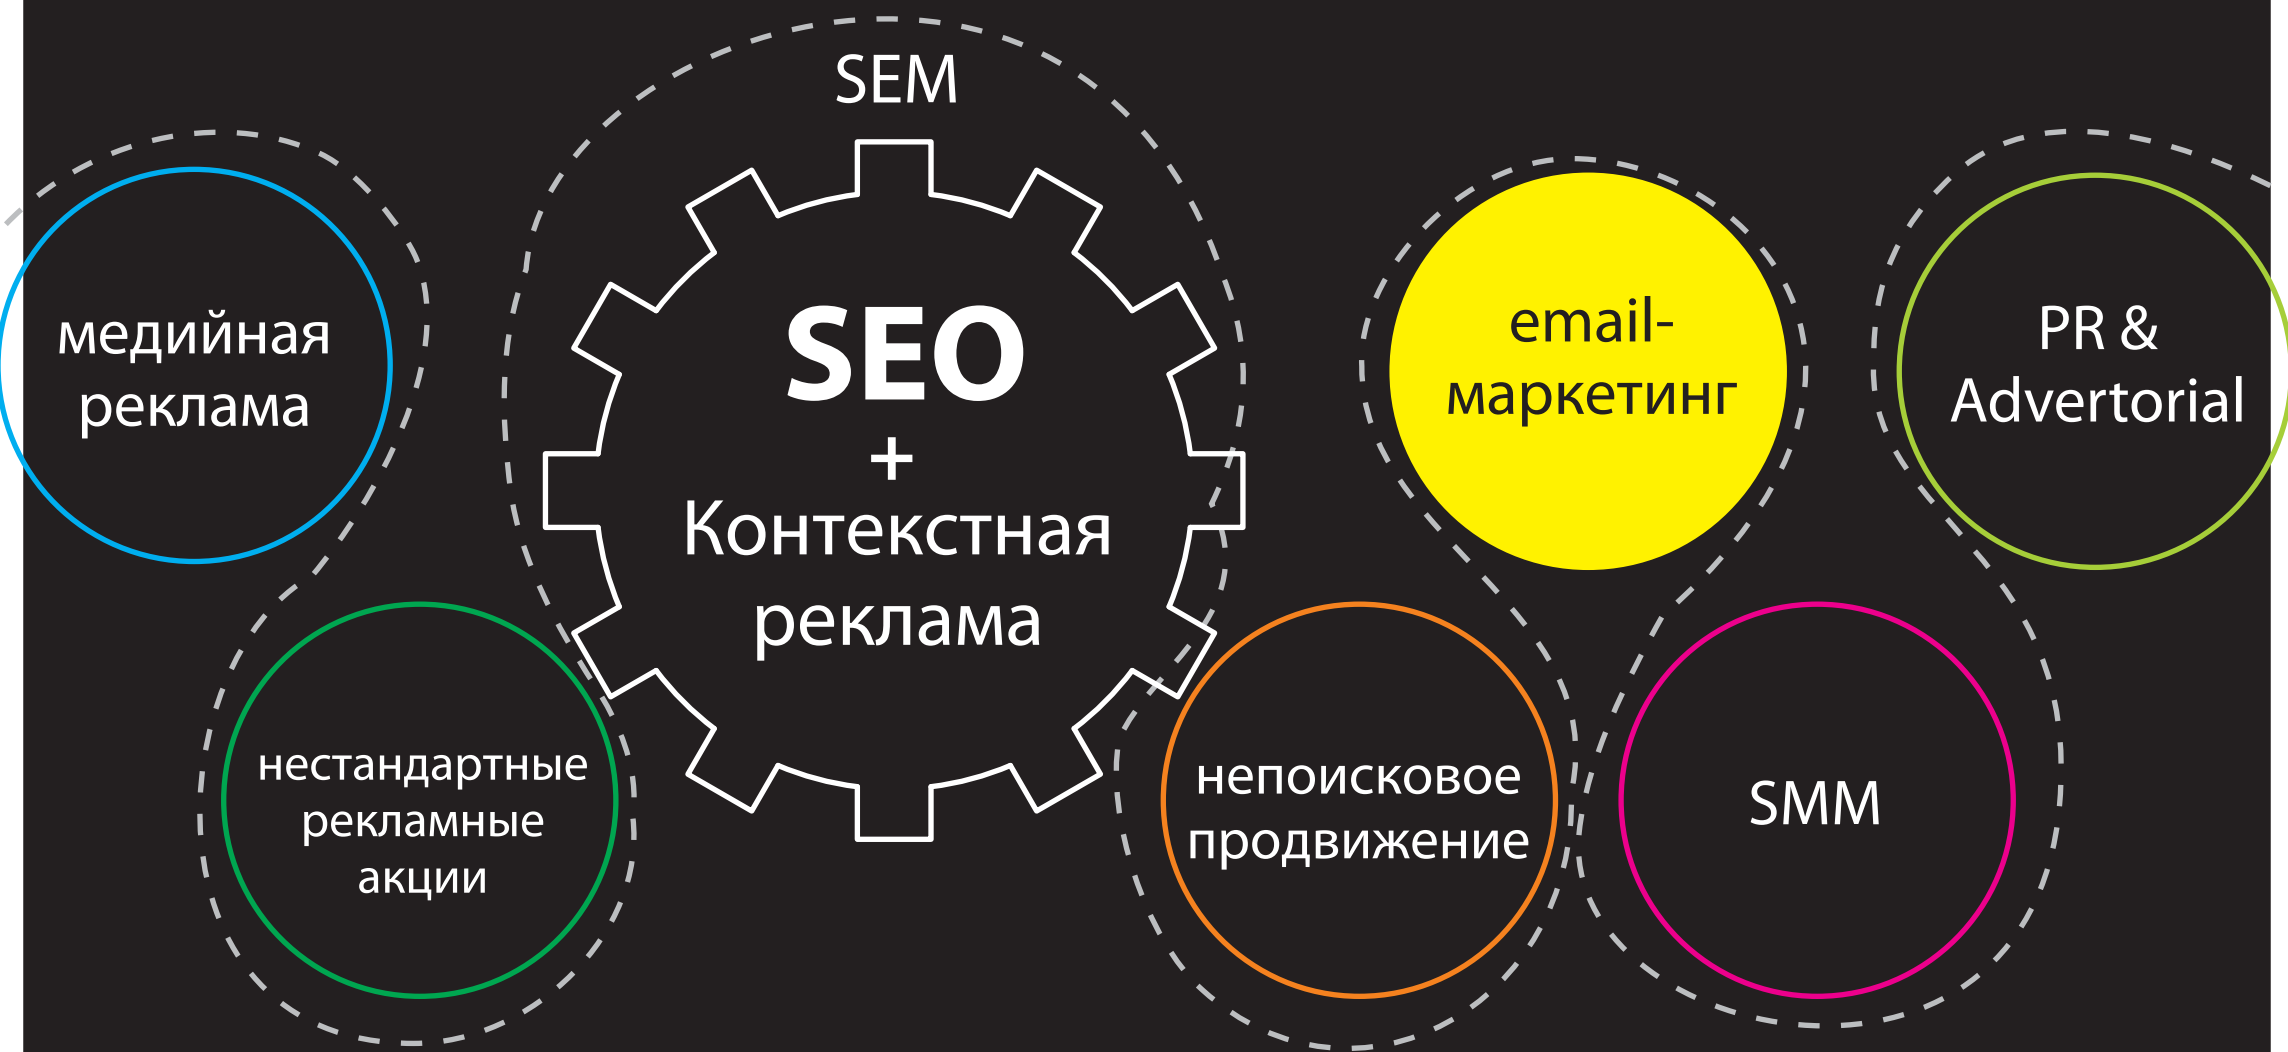 SEM
медийная
реклама
SEO
+
Контекстная
реклама
email-
маркетинг
PR &
Advertorial
нестандартные
рекламные
акции
непоисковое
продвижение
SMM